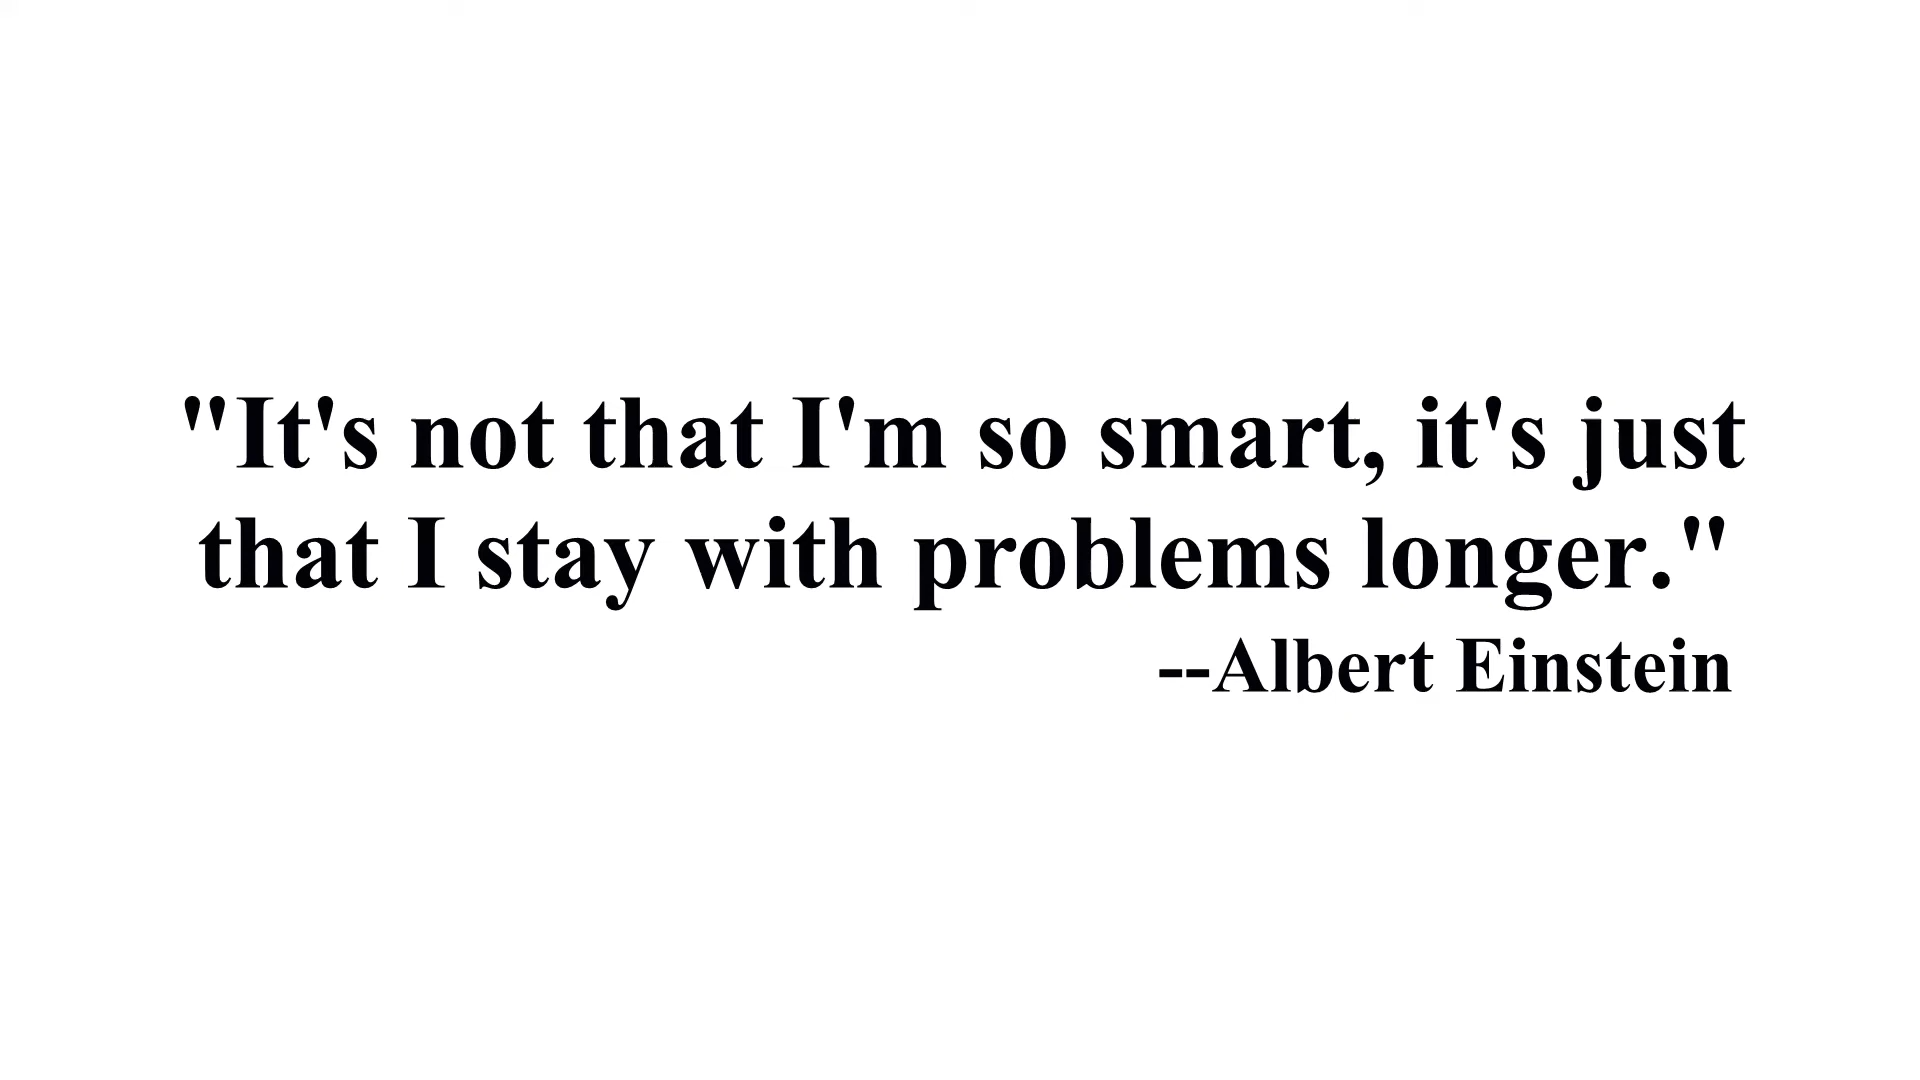 "It's not that I'm so smart, it's just
that I stay with problems longer."
--Albert Einstein